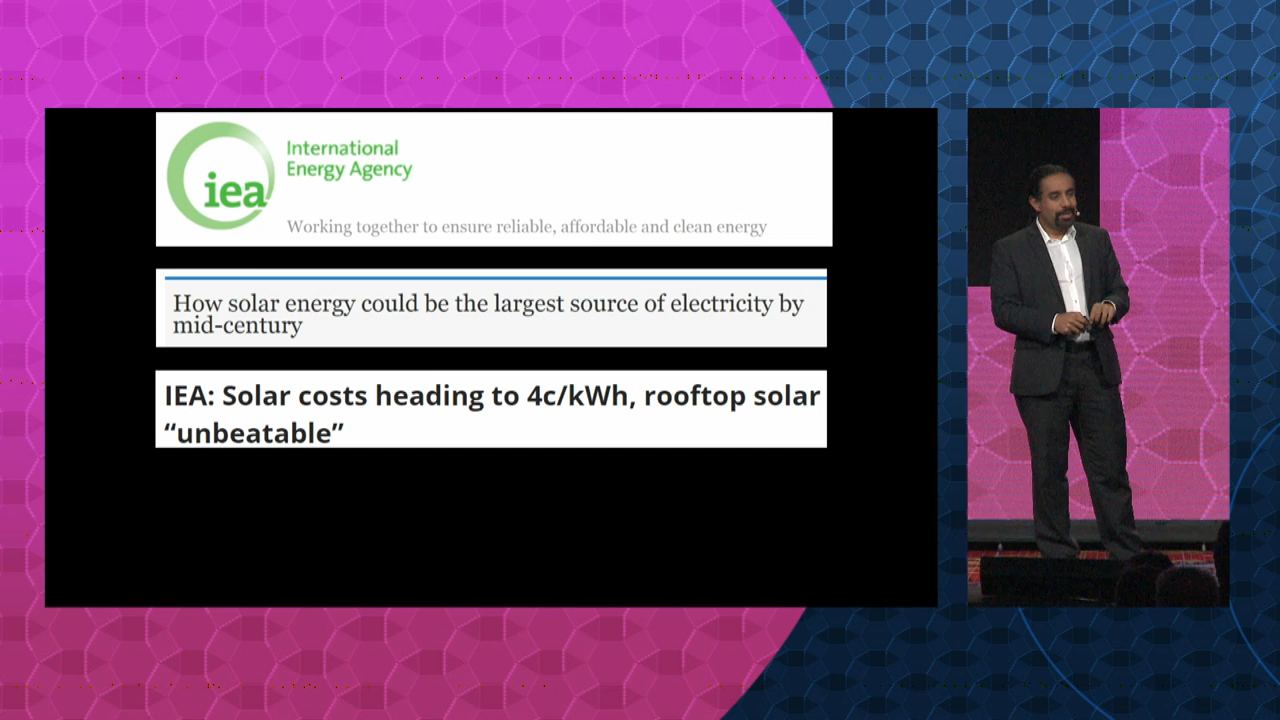 iea
International
Energy Agency
Working together to ensure reliable, affordable and clean energy
How solar energy could be the largest source of electricity by
mid-century
IEA: Solar costs heading to 4c/kWh, rooftop solar
“unbeatable”